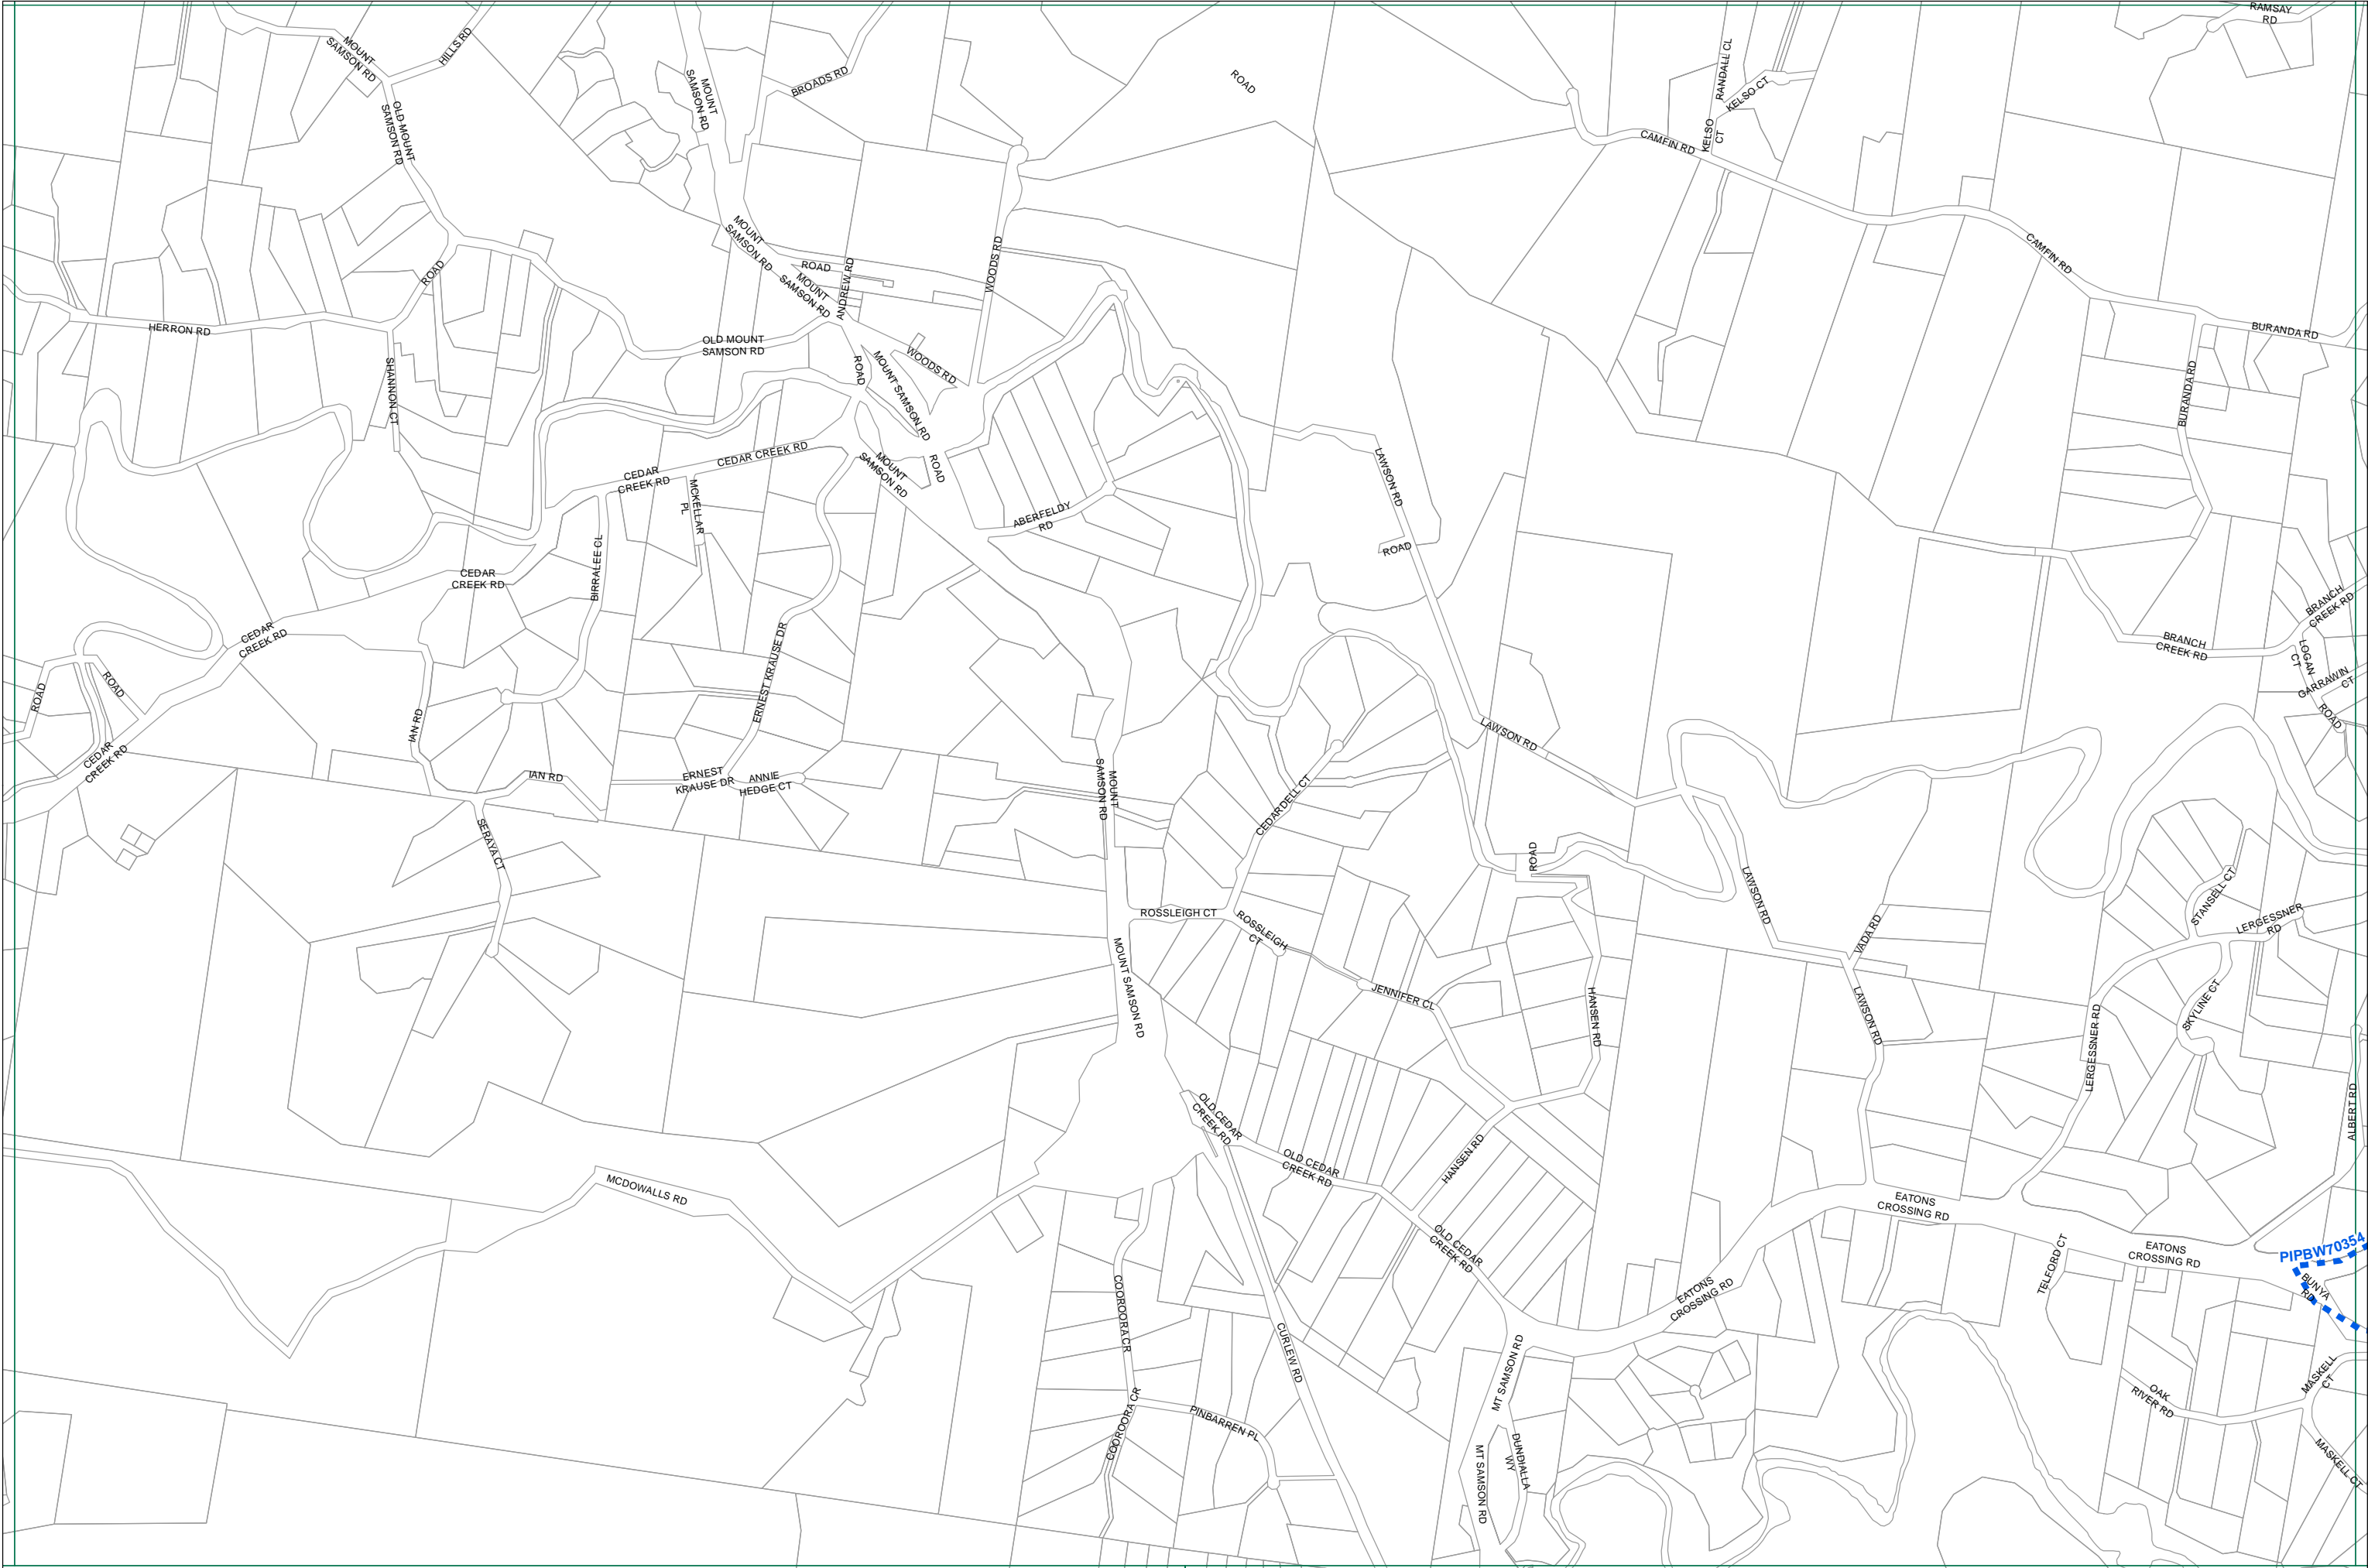 RAMSAY
RD
MOUNT
SAMSON RD
HILLS RD
MOUNT
SAMSON RD
BROADS RD
ROAD
RANDALL CL
KELSO CT
KELSO
CT
CAMFIN RD
OLD MOUNT
SAMSON RD
MOUNT
SAMSON RD
ROAD
ROAD
MOUNT
SAMSON RD
ANDREW RD
WOODS RD
CAMFIN RD
HERRON RD
OLD MOUNT
SAMSON RD
BURANDA RD
SHANNON CT
ROAD
MOUNT SAMSON RD
WOODS RD
BURANDA RD
CEDAR
CREEK RD
CEDAR CREEK RD
MOUNT
SAMSON RD
ROAD
LAWSON RD
MCKELLAR
PL
ABERFELDY
RD
ROAD
CEDAR
CREEK RD
BIRRALEE CL
BRANCH
CREEK RD
CEDAR
CREEK RD
BRANCH
CREEK RD
LOGAN
CT
GARRAWIN
CT
ROAD
ROAD
ROAD
IAN RD
ERNEST KRAUSE DR
LAWSON RD
CEDAR
CREEK RD
IAN RD
ERNEST
KRAUSE DR
ANNIE
HEDGE CT
MOUNT
SAMSON RD
CEDARDELL CT
SERAYA CT
ROAD
LAWSON RD
STANSELL CT
ROSSLEIGH CT
ROSSLEIGH
CT
VADA RD
LERGESSNER
RD
MOUNT SAMSON RD
JENNIFER CL
HANSEN RD
LAWSON RD
SKYLINE CT
LERGESSNER RD
ALBERT RD
OLD CEDAR
CREEK RD
OLD CEDAR
CREEK RD
HANSEN RD
MCDOWALLS RD
EATONS
CROSSING RD
OLD CEDAR
CREEK RD
TELFORD CT
EATONS
CROSSING RD
PIPBW70354
BUNYA
RD
EATONS
CROSSING RD
COOROORA CR
CURLEW RD
MT SAMSON RD
MASKELL
CT
OAK
RIVER RD
COOROORA CR
PINBARREN PL
MT SAMSON RD
DUNDIALLA
WY
MASKELL CT